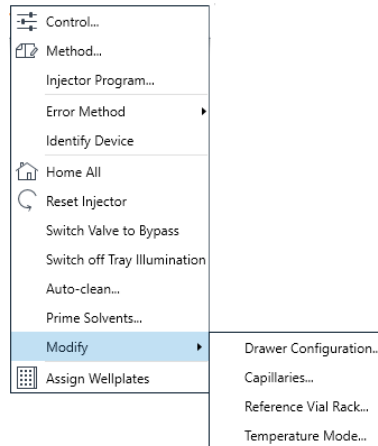 Control...
Method...
Injector Program...
Error Method
Identify Device
Home All
Reset Injector
Switch Valve to Bypass
Switch off Tray Illumination
Auto-clean...
Prime Solvents...
Modify
Assign Wellplates
Drawer Configuration...
Capillaries...
Reference Vial Rack...
Temperature Mode...